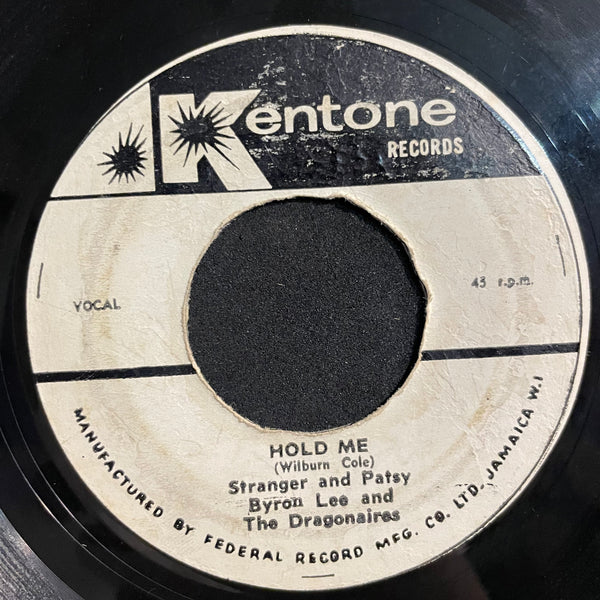 Kentone
RECORDS
VOCAL
45 r.p.m.
HOLD ME
(Wilburn Cole)
Stranger and Patsy
Byron Lee and
The Dragonaires
MANUFACTURED BY FEDERAL RECORD MFG. CO. LTD. JAMAICA W.I